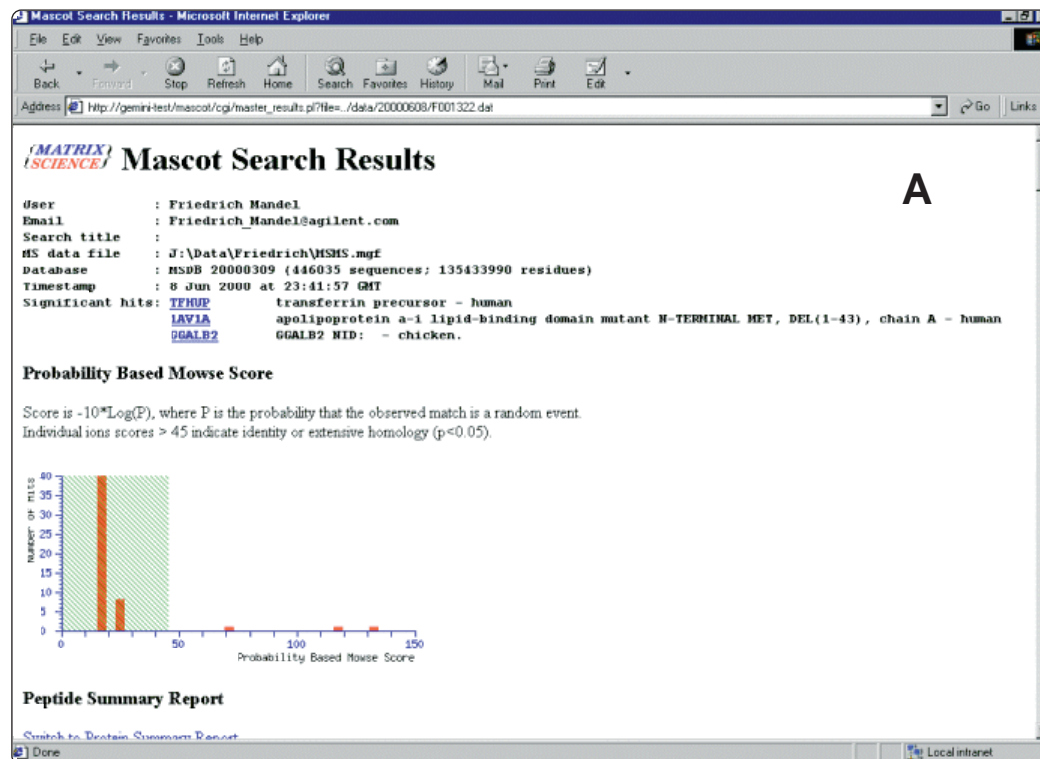 Mascot Search Results - Microsoft Internet Explorer
File Edit View Favorites Tools Help
Back Forward Stop Refresh Home Search Favorites History Mail Print Edit
Address http://gemini-test/mascot/cgi/master_results.pl?file=../data/20000608/F001322.dat Go Links
{MATRIX SCIENCE} Mascot Search Results
A
User : Friedrich Mandel
Email : Friedrich_Mandel@agilent.com
Search title :
MS data file : J:\Data\Friedrich\MSMS.mgf
Database : MSDB 20000309 (446035 sequences; 135433990 residues)
Timestamp : 8 Jun 2000 at 23:41:57 GMT
Significant hits: TFHUP transferrin precursor - human
1AV1A apolipoprotein a-i lipid-binding domain mutant N-TERMINAL MET, DEL(1-43), chain A - human
GGALB2 GGALB2 NID: - chicken.
Probability Based Mowse Score
Score is -10*Log(P), where P is the probability that the observed match is a random event.
Individual ions scores > 45 indicate identity or extensive homology (p<0.05).
Number of Hits
40
35
30
25
20
15
10
5
0
0 50 100 150
Probability Based Mowse Score
Peptide Summary Report
Switch to Protein Summary Report
Done Local intranet